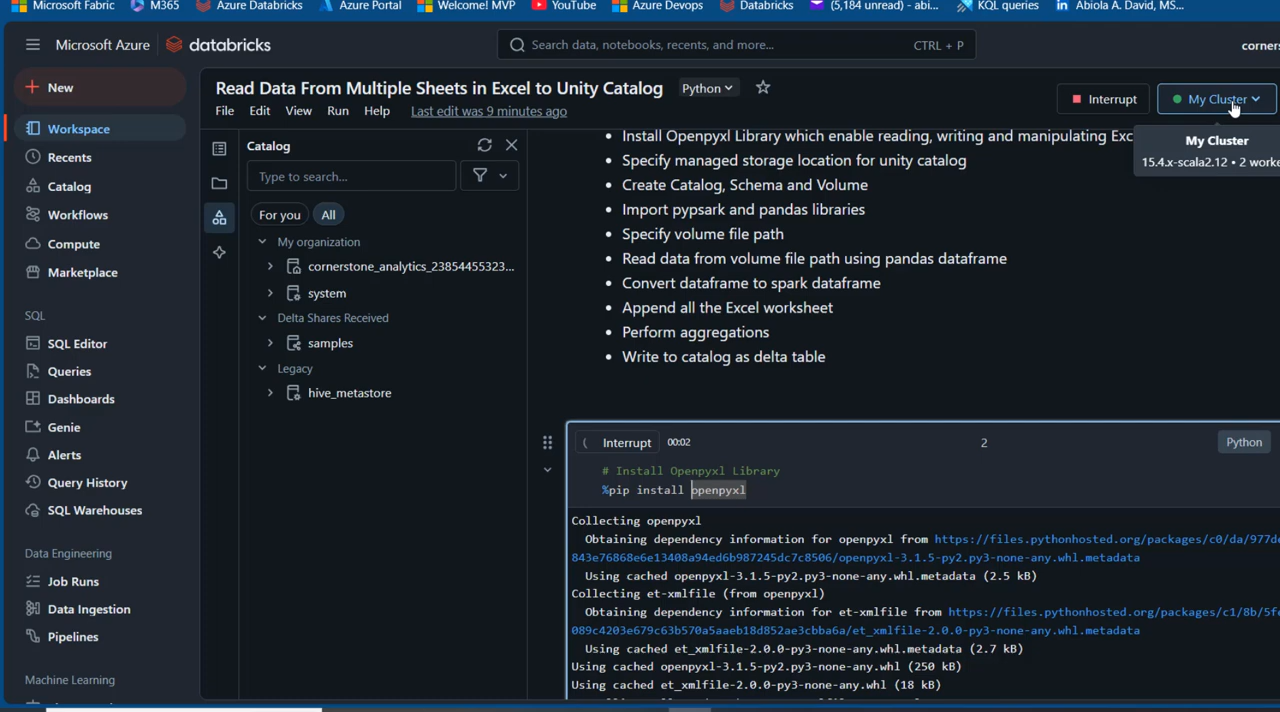 Microsoft Fabric M365 Azure Databricks Azure Portal Welcome! MVP YouTube Azure Devops Databricks (5,184 unread) - abi... KQL queries Abiola A. David, MS...
Microsoft Azure databricks Search data, notebooks, recents, and more... CTRL + P corners
New
Workspace
Recents
Catalog
Workflows
Compute
Marketplace
SQL
SQL Editor
Queries
Dashboards
Genie
Alerts
Query History
SQL Warehouses
Data Engineering
Job Runs
Data Ingestion
Pipelines
Machine Learning
Read Data From Multiple Sheets in Excel to Unity Catalog Python
File Edit View Run Help Last edit was 9 minutes ago
Interrupt My Cluster
My Cluster
15.4.x-scala2.12 • 2 worke
Catalog
Type to search...
For you All
My organization
cornerstone_analytics_23854455323...
system
Delta Shares Received
samples
Legacy
hive_metastore
• Install Openpyxl Library which enable reading, writing and manipulating Exc
• Specify managed storage location for unity catalog
• Create Catalog, Schema and Volume
• Import pypsark and pandas libraries
• Specify volume file path
• Read data from volume file path using pandas dataframe
• Convert dataframe to spark dataframe
• Append all the Excel worksheet
• Perform aggregations
• Write to catalog as delta table
Interrupt 00:02 2 Python
# Install Openpyxl Library
%pip install openpyxl
Collecting openpyxl
Obtaining dependency information for openpyxl from https://files.pythonhosted.org/packages/c0/da/977de
843e76868e6e13408a94ed6b987245dc7c8506/openpyxl-3.1.5-py2.py3-none-any.whl.metadata
Using cached openpyxl-3.1.5-py2.py3-none-any.whl.metadata (2.5 kB)
Collecting et-xmlfile (from openpyxl)
Obtaining dependency information for et-xmlfile from https://files.pythonhosted.org/packages/c1/8b/5fe
089c4203e679c63b570a5aaeb18d852ae3cbba6a/et_xmlfile-2.0.0-py3-none-any.whl.metadata
Using cached et_xmlfile-2.0.0-py3-none-any.whl.metadata (2.7 kB)
Using cached openpyxl-3.1.5-py2.py3-none-any.whl (250 kB)
Using cached et_xmlfile-2.0.0-py3-none-any.whl (18 kB)